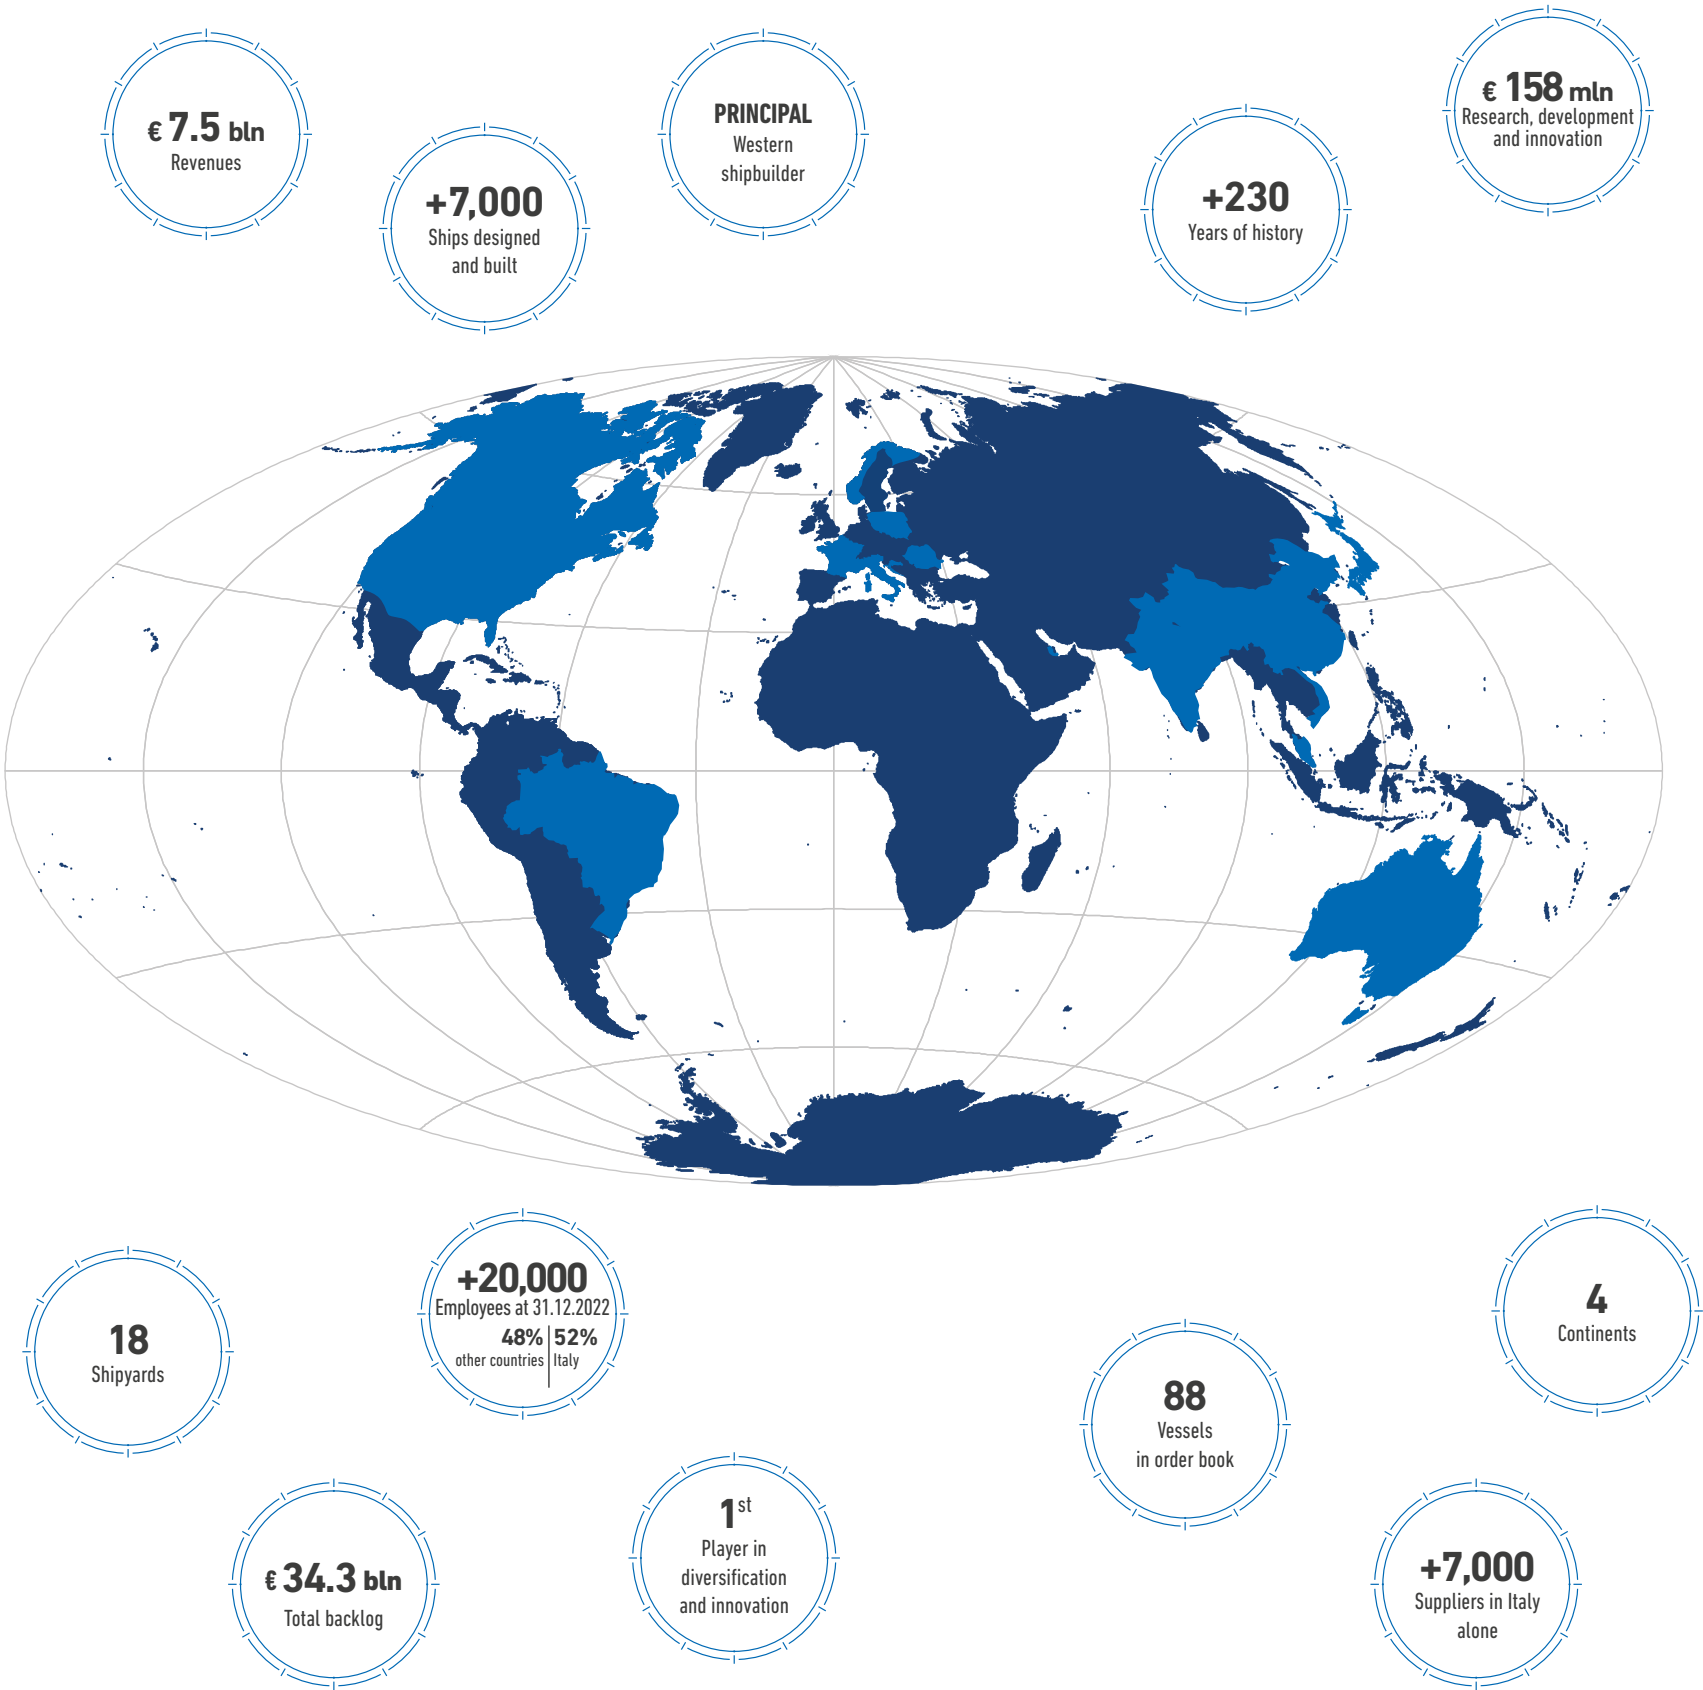 € 7.5 bln
Revenues
+7,000
Ships designed
and built
PRINCIPAL
Western
shipbuilder
+230
Years of history
€ 158 mln
Research, development
and innovation
18
Shipyards
+20,000
Employees at 31.12.2022
48% 52%
other countries Italy
4
Continents
88
Vessels
in order book
€ 34.3 bln
Total backlog
1st
Player in
diversification
and innovation
+7,000
Suppliers in Italy
alone